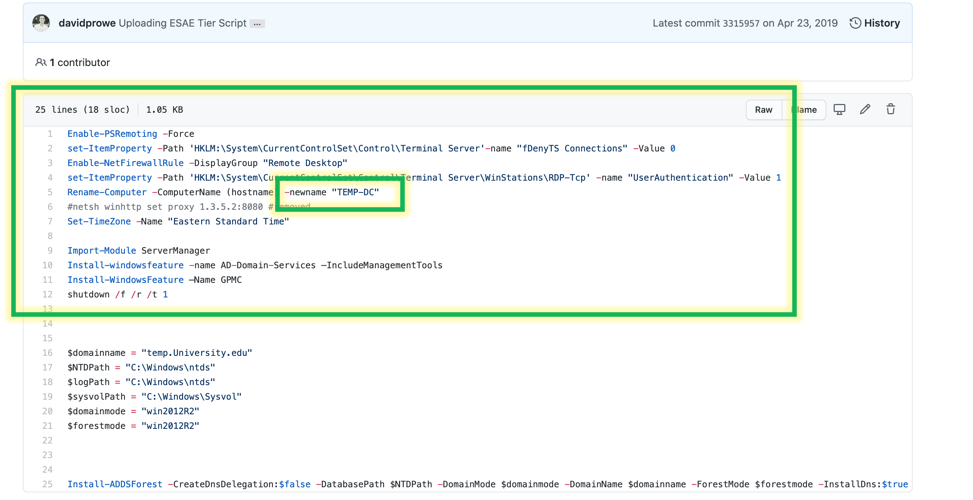 davidprowe Uploading ESAE Tier Script ...
Latest commit 3315957 on Apr 23, 2019 History
1 contributor
25 lines (18 sloc) 1.05 KB
Raw lame
1 Enable-PSRemoting -Force
2 set-ItemProperty -Path 'HKLM:\System\CurrentControlSet\Control\Terminal Server'-name "fDenyTS Connections" -Value 0
3 Enable-NetFirewallRule -DisplayGroup "Remote Desktop"
4 set-ItemProperty -Path 'HKLM:\System\CurrentControlSet\Control\Terminal Server\WinStations\RDP-Tcp' -name "UserAuthentication" -Value 1
5 Rename-Computer -ComputerName (hostname) -newname "TEMP-DC"
6 #netsh winhttp set proxy 1.3.5.2:8080 #removed
7 Set-TimeZone -Name "Eastern Standard Time"
8
9 Import-Module ServerManager
10 Install-windowsfeature -name AD-Domain-Services –IncludeManagementTools
11 Install-WindowsFeature –Name GPMC
12 shutdown /f /r /t 1
13
14
15
16 $domainname = "temp.University.edu"
17 $NTDPath = "C:\Windows\ntds"
18 $logPath = "C:\Windows\ntds"
19 $sysvolPath = "C:\Windows\Sysvol"
20 $domainmode = "win2012R2"
21 $forestmode = "win2012R2"
22
23
24
25 Install-ADDSForest -CreateDnsDelegation:$false -DatabasePath $NTDPath -DomainMode $domainmode -DomainName $domainname -ForestMode $forestmode -InstallDns:$true